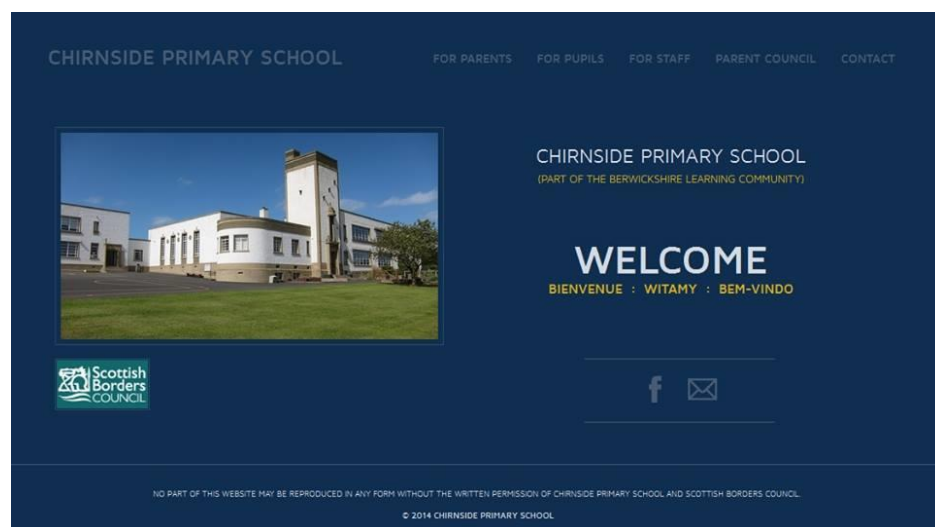 CHIRNSIDE PRIMARY SCHOOL
FOR PARENTS FOR PUPILS FOR STAFF PARENT COUNCIL CONTACT
CHIRNSIDE PRIMARY SCHOOL
(PART OF THE BERWICKSHIRE LEARNING COMMUNITY)
WELCOME
BIENVENUE : WITAMY : BEM-VINDO
Scottish
Borders
COUNCIL
NO PART OF THIS WEBSITE MAY BE REPRODUCED IN ANY FORM WITHOUT THE WRITTEN PERMISSION OF CHIRNSIDE PRIMARY SCHOOL AND SCOTTISH BORDERS COUNCIL.
© 2014 CHIRNSIDE PRIMARY SCHOOL